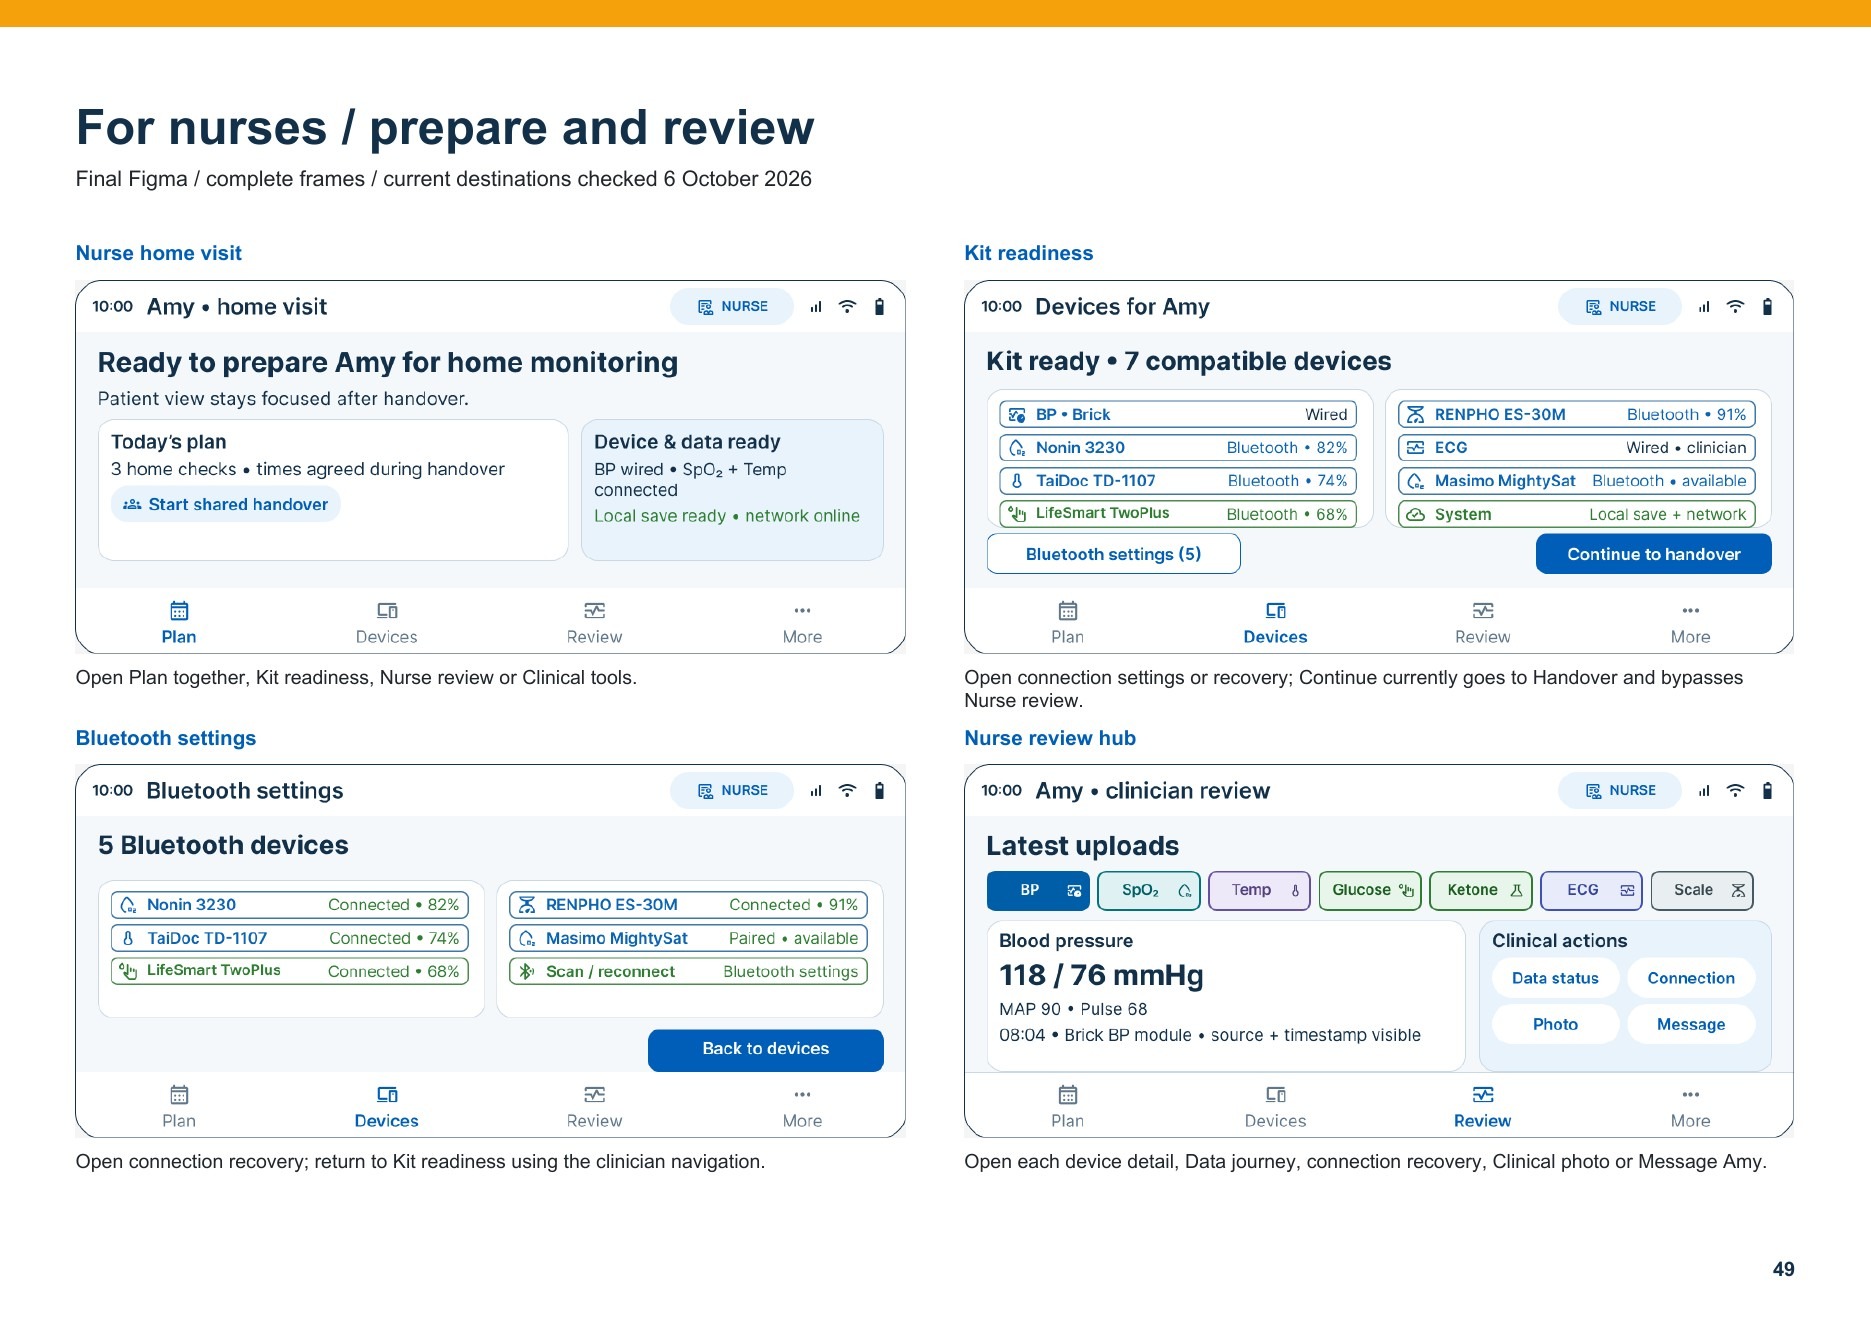 For nurses / prepare and review
Final Figma / complete frames / current destinations checked 6 October 2026
Nurse home visit
10:00 Amy • home visit NURSE
Ready to prepare Amy for home monitoring
Patient view stays focused after handover.
Today's plan
3 home checks • times agreed during handover
Start shared handover
Device & data ready
BP wired • SpO₂ + Temp
connected
Local save ready • network online
Plan Devices Review More
Open Plan together, Kit readiness, Nurse review or Clinical tools.
Kit readiness
10:00 Devices for Amy NURSE
Kit ready • 7 compatible devices
BP • Brick Wired
Nonin 3230 Bluetooth • 82%
TaiDoc TD-1107 Bluetooth • 74%
LifeSmart TwoPlus Bluetooth • 68%
RENPHO ES-30M Bluetooth • 91%
ECG Wired • clinician
Masimo MightySat Bluetooth • available
System Local save + network
Bluetooth settings (5) Continue to handover
Plan Devices Review More
Open connection settings or recovery; Continue currently goes to Handover and bypasses
Nurse review.
Bluetooth settings
10:00 Bluetooth settings NURSE
5 Bluetooth devices
Nonin 3230 Connected • 82%
TaiDoc TD-1107 Connected • 74%
LifeSmart TwoPlus Connected • 68%
RENPHO ES-30M Connected • 91%
Masimo MightySat Paired • available
Scan / reconnect Bluetooth settings
Back to devices
Plan Devices Review More
Open connection recovery; return to Kit readiness using the clinician navigation.
Nurse review hub
10:00 Amy • clinician review NURSE
Latest uploads
BP SpO₂ Temp Glucose Ketone ECG Scale
Blood pressure
118 / 76 mmHg
MAP 90 • Pulse 68
08:04 • Brick BP module • source + timestamp visible
Clinical actions
Data status Connection
Photo Message
Plan Devices Review More
Open each device detail, Data journey, connection recovery, Clinical photo or Message Amy.
49